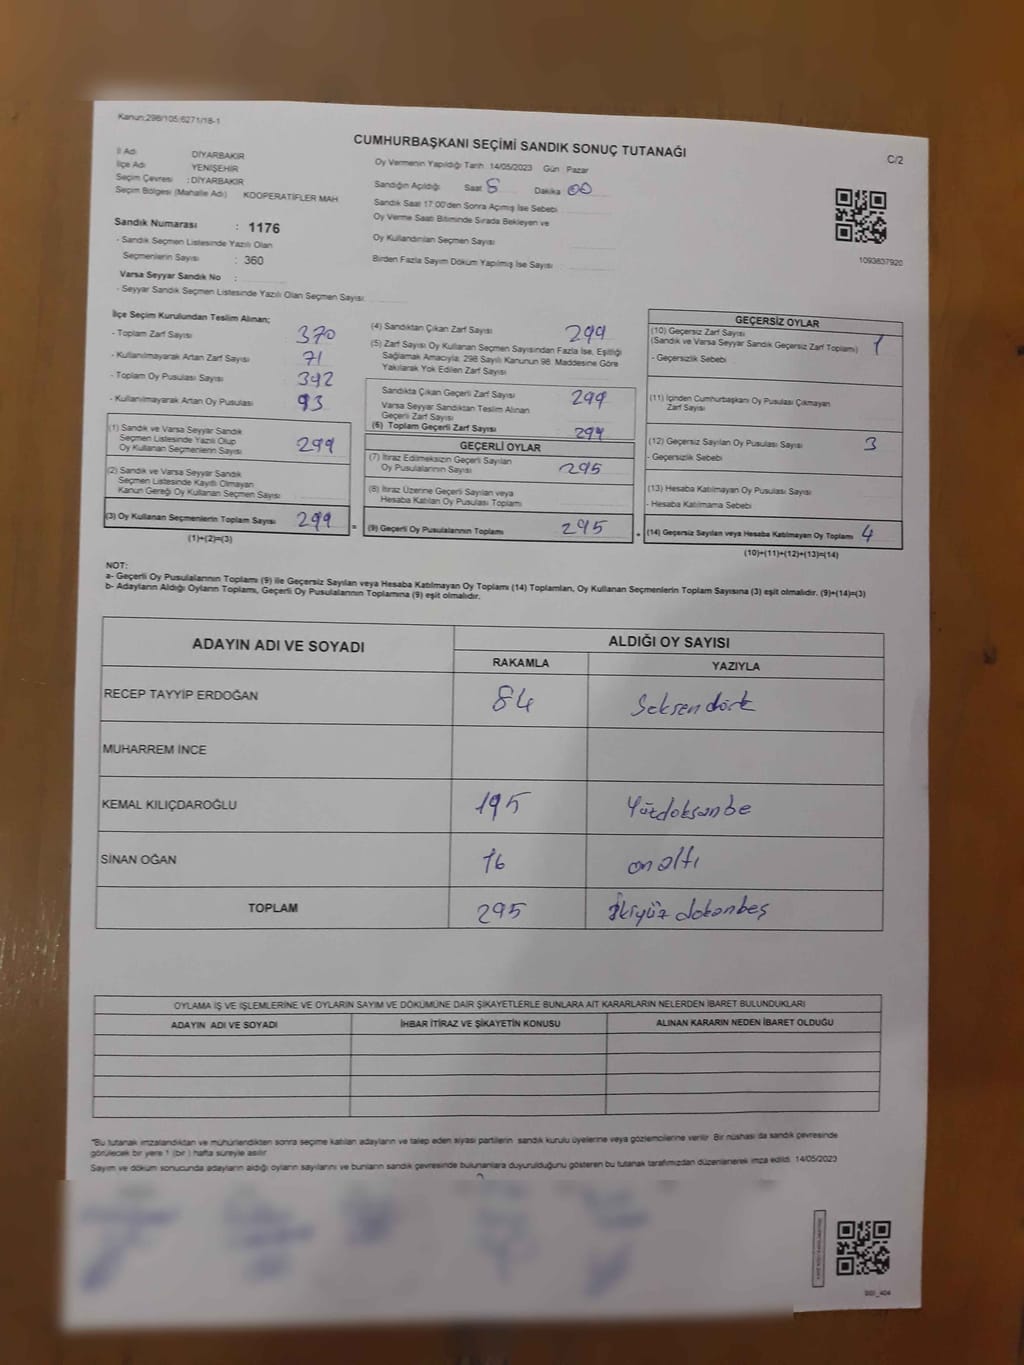 Kanun:298/105;6271/18-1
CUMHURBAŞKANI SEÇİMİ SANDIK SONUÇ TUTANAĞI
C/2
İl Adı : DİYARBAKIR
İlçe Adı YENİŞEHİR
Seçim Çevresi : DİYARBAKIR
Seçim Bölgesi (Mahalle Adı) KOOPERATİFLER MAH
Oy Vermenin Yapıldığı Tarih 14/05/2023 Gün Pazar
Sandığın Açıldığı Saat 8 Dakika 00
Sandık Saat 17:00'den Sonra Açılmış İse Sebebi
Oy Verme Saati Bitiminde Sırada Bekleyen ve
Oy Kullandırılan Seçmen Sayısı
Birden Fazla Sayım Döküm Yapılmış İse Sayısı
1093837920
Sandık Numarası : 1176
- Sandık Seçmen Listesinde Yazılı Olan
Seçmenlerin Sayısı : 360
Varsa Seyyar Sandık No :
- Seyyar Sandık Seçmen Listesinde Yazılı Olan Seçmen Sayısı
İlçe Seçim Kurulundan Teslim Alınan;
- Toplam Zarf Sayısı 370
- Kullanılmayarak Artan Zarf Sayısı 71
- Toplam Oy Pusulası Sayısı 392
- Kullanılmayarak Artan Oy Pusulası 93
(1) Sandık ve Varsa Seyyar Sandık
Seçmen Listesinde Yazılı Olup
Oy Kullanan Seçmenlerin Sayısı 299
(2) Sandık ve Varsa Seyyar Sandık
Seçmen Listesinde Kayıtlı Olmayan
Kanun Gereği Oy Kullanan Seçmen Sayısı
(3) Oy Kullanan Seçmenlerin Toplam Sayısı 299 =
(1)+(2)=(3)
(4) Sandıktan Çıkan Zarf Sayısı 299
(5) Zarf Sayısı Oy Kullanan Seçmen Sayısından Fazla İse, Eşitliği
Sağlamak Amacıyla; 298 Sayılı Kanunun 98. Maddesine Göre
Yakılarak Yok Edilen Zarf Sayısı
Sandıkta Çıkan Geçerli Zarf Sayısı 299
Varsa Seyyar Sandıktan Teslim Alınan
Geçerli Zarf Sayısı
(6) Toplam Geçerli Zarf Sayısı 299
GEÇERLİ OYLAR
(7) İtiraz Edilmeksizin Geçerli Sayılan
Oy Pusulalarının Sayısı 295
(8) İtiraz Üzerine Geçerli Sayılan veya
Hesaba Katılan Oy Pusulası Toplamı
(9) Geçerli Oy Pusulalarının Toplamı 295 +
GEÇERSİZ OYLAR
(10) Geçersiz Zarf Sayısı
(Sandık ve Varsa Seyyar Sandık Geçersiz Zarf Toplamı) 1
- Geçersizlik Sebebi
(11) İçinden Cumhurbaşkanı Oy Pusulası Çıkmayan
Zarf Sayısı
(12) Geçersiz Sayılan Oy Pusulası Sayısı 3
- Geçersizlik Sebebi
(13) Hesaba Katılmayan Oy Pusulası Sayısı
- Hesaba Katılmama Sebebi
(14) Geçersiz Sayılan veya Hesaba Katılmayan Oy Toplamı 4
(10)+(11)+(12)+(13)=(14)
NOT:
a- Geçerli Oy Pusulalarının Toplamı (9) ile Geçersiz Sayılan veya Hesaba Katılmayan Oy Toplamı (14) Toplamları, Oy Kullanan Seçmenlerin Toplam Sayısına (3) eşit olmalıdır. (9)+(14)=(3)
b- Adayların Aldığı Oyların Toplamı, Geçerli Oy Pusulalarının Toplamına (9) eşit olmalıdır.
ADAYIN ADI VE SOYADI ALDIĞI OY SAYISI
RAKAMLA YAZIYLA
RECEP TAYYİP ERDOĞAN 84 Seksendört
MUHARREM İNCE
KEMAL KILIÇDAROĞLU 195 Yüzdoksanbe
SİNAN OĞAN 16 on altı
TOPLAM 295 İkiyüz doksanbeş
OYLAMA İŞ VE İŞLEMLERİNE VE OYLARIN SAYIM VE DÖKÜMÜNE DAİR ŞİKAYETLERLE BUNLARA AİT KARARLARIN NELERDEN İBARET BULUNDUKLARI
ADAYIN ADI VE SOYADI İHBAR İTİRAZ VE ŞİKAYETİN KONUSU ALINAN KARARIN NEDEN İBARET OLDUĞU
"Bu tutanak imzalandıktan ve mühürlendikten sonra seçime katılan adayların ve talep eden siyasi partilerin sandık kurulu üyelerine veya gözlemcilerine verilir. Bir nüshası da sandık çevresinde
görülecek bir yere 1 (bir) hafta süreyle asılır.
Sayım ve döküm sonucunda adayların aldığı oyların sayılarını ve bunların sandık çevresinde bulunanlara duyurulduğunu gösteren bu tutanak tarafımızdan düzenlenerek imza edildi. 14/05/2023